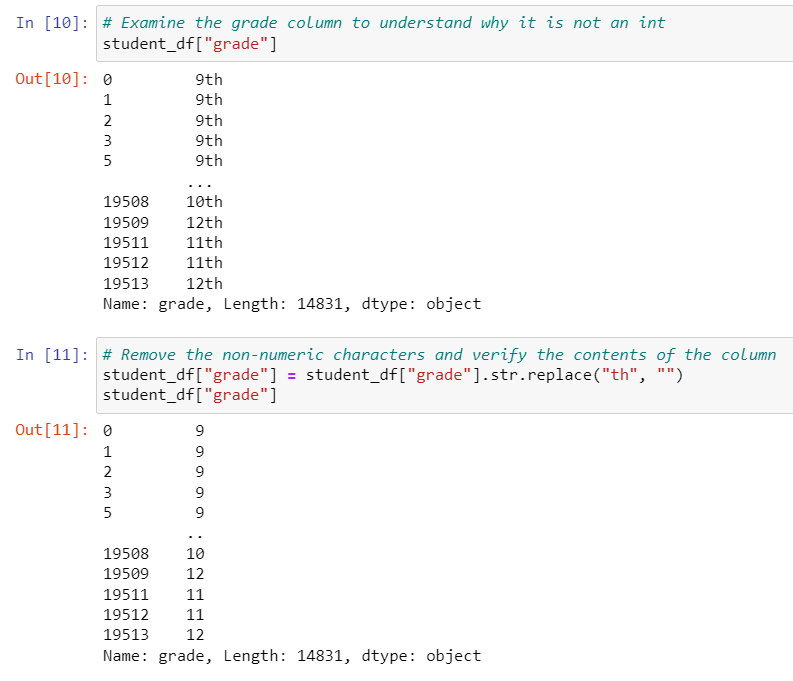 In [10]: # Examine the grade column to understand why it is not an int
student_df["grade"]
Out[10]: 0         9th
1         9th
2         9th
3         9th
5         9th
...
19508    10th
19509    12th
19511    11th
19512    11th
19513    12th
Name: grade, Length: 14831, dtype: object
In [11]: # Remove the non-numeric characters and verify the contents of the column
student_df["grade"] = student_df["grade"].str.replace("th", "")
student_df["grade"]
Out[11]: 0         9
1         9
2         9
3         9
5         9
..
19508    10
19509    12
19511    11
19512    11
19513    12
Name: grade, Length: 14831, dtype: object